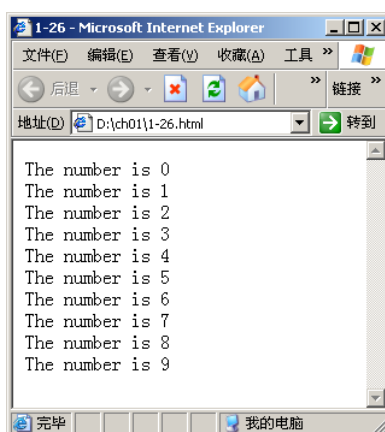 1-26 - Microsoft Internet Explorer
文件(F) 编辑(E) 查看(V) 收藏(A) 工具 »
后退 » 链接 »
地址(D) D:\ch01\1-26.html 转到
The number is 0
The number is 1
The number is 2
The number is 3
The number is 4
The number is 5
The number is 6
The number is 7
The number is 8
The number is 9
完毕 我的电脑